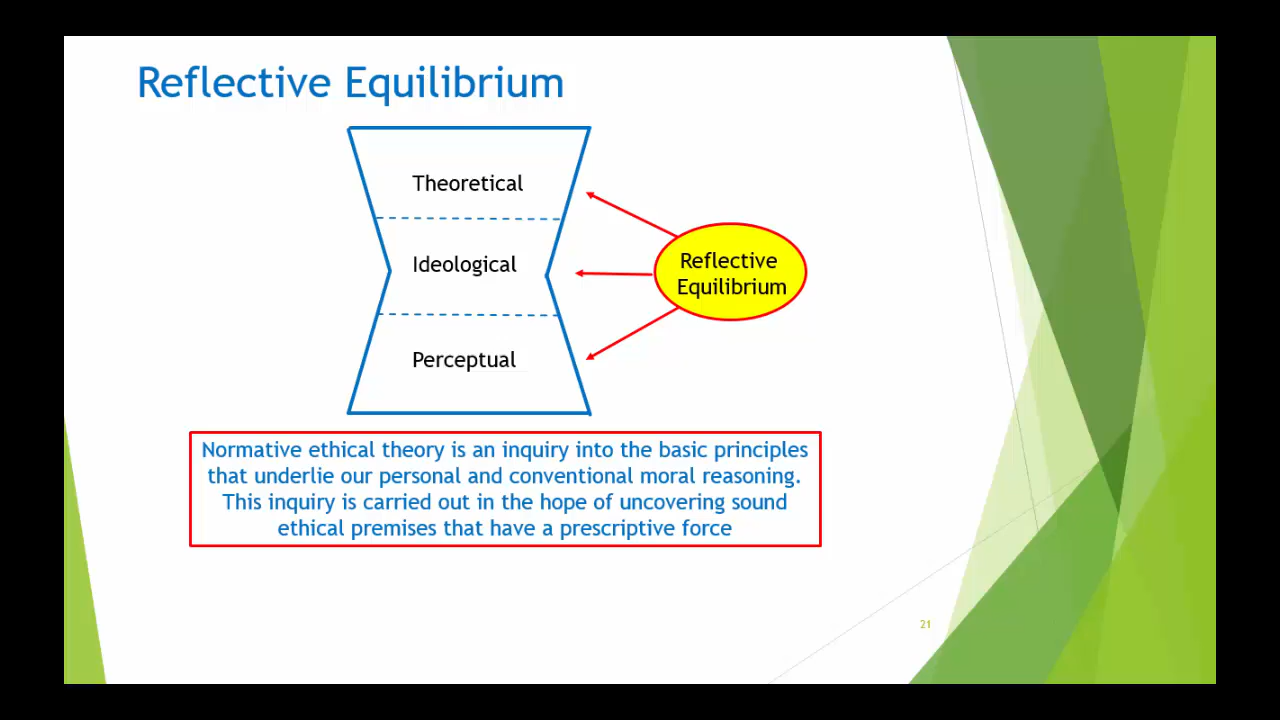 Reflective Equilibrium
Theoretical
Ideological
Perceptual
Reflective
Equilibrium
Normative ethical theory is an inquiry into the basic principles
that underlie our personal and conventional moral reasoning.
This inquiry is carried out in the hope of uncovering sound
ethical premises that have a prescriptive force
21